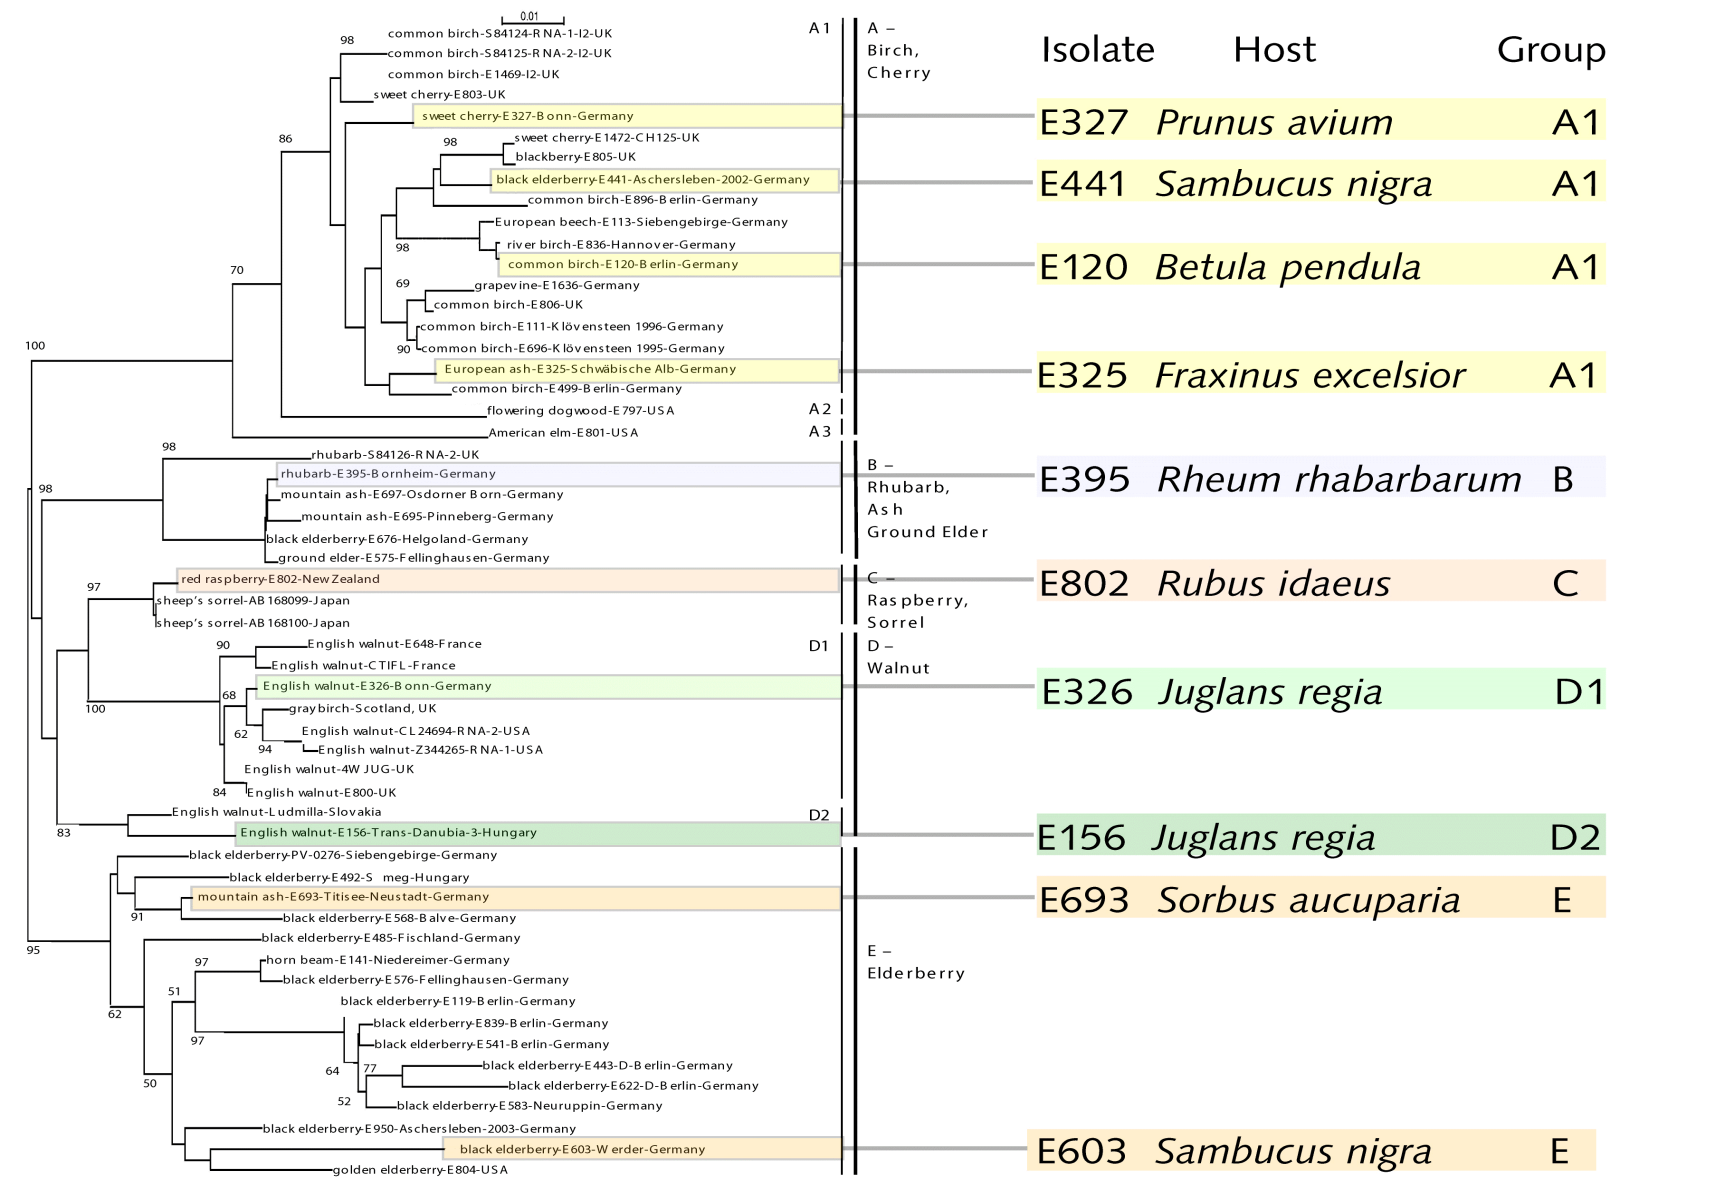 0.01
98
common birch-S84124-RNA-1-I2-UK
common birch-S84125-RNA-2-I2-UK
common birch-E1469-I2-UK
sweet cherry-E803-UK
sweet cherry-E327-Bonn-Germany
86
98
sweet cherry-E1472-CH125-UK
blackberry-E805-UK
black elderberry-E441-Aschersleben-2002-Germany
common birch-E896-Berlin-Germany
European beech-E113-Siebengebirge-Germany
98
river birch-E836-Hannover-Germany
common birch-E120-Berlin-Germany
70
69
grapevine-E1636-Germany
common birch-E806-UK
common birch-E111-Klövensteen 1996-Germany
90
common birch-E696-Klövensteen 1995-Germany
100
European ash-E325-Schwäbische Alb-Germany
common birch-E499-Berlin-Germany
flowering dogwood-E797-USA
American elm-E801-USA
98
rhubarb-S84126-RNA-2-UK
rhubarb-E395-Bornheim-Germany
98
mountain ash-E697-Osdorner Born-Germany
mountain ash-E695-Pinneberg-Germany
black elderberry-E676-Helgoland-Germany
ground elder-E575-Fellinghausen-Germany
97
red raspberry-E802-New Zealand
sheep's sorrel-AB168099-Japan
sheep's sorrel-AB168100-Japan
90
English walnut-E648-France
English walnut-CTIFL-France
English walnut-E326-Bonn-Germany
68
100
gray birch-Scotland, UK
62
English walnut-CL24694-RNA-2-USA
94
English walnut-Z344265-RNA-1-USA
English walnut-4WJUG-UK
84
English walnut-E800-UK
English walnut-Ludmilla-Slovakia
83
English walnut-E156-Trans-Danubia-3-Hungary
black elderberry-PV-0276-Siebengebirge-Germany
black elderberry-E492-S meg-Hungary
mountain ash-E693-Titisee-Neustadt-Germany
91
black elderberry-E568-Balve-Germany
95
black elderberry-E485-Fischland-Germany
97
horn beam-E141-Niedereimer-Germany
black elderberry-E576-Fellinghausen-Germany
51
62
black elderberry-E119-Berlin-Germany
black elderberry-E839-Berlin-Germany
97
black elderberry-E541-Berlin-Germany
64
77
black elderberry-E443-D-Berlin-Germany
50
black elderberry-E622-D-Berlin-Germany
52
black elderberry-E583-Neuruppin-Germany
black elderberry-E950-Aschersleben-2003-Germany
black elderberry-E603-Werder-Germany
golden elderberry-E804-USA
A1
A2
A3
D1
D2
A –
Birch,
Cherry
B –
Rhubarb,
Ash
Ground Elder
C –
Raspberry,
Sorrel
D –
Walnut
E –
Elderberry
Isolate Host Group
E327 Prunus avium A1
E441 Sambucus nigra A1
E120 Betula pendula A1
E325 Fraxinus excelsior A1
E395 Rheum rhabarbarum B
E802 Rubus idaeus C
E326 Juglans regia D1
E156 Juglans regia D2
E693 Sorbus aucuparia E
E603 Sambucus nigra E